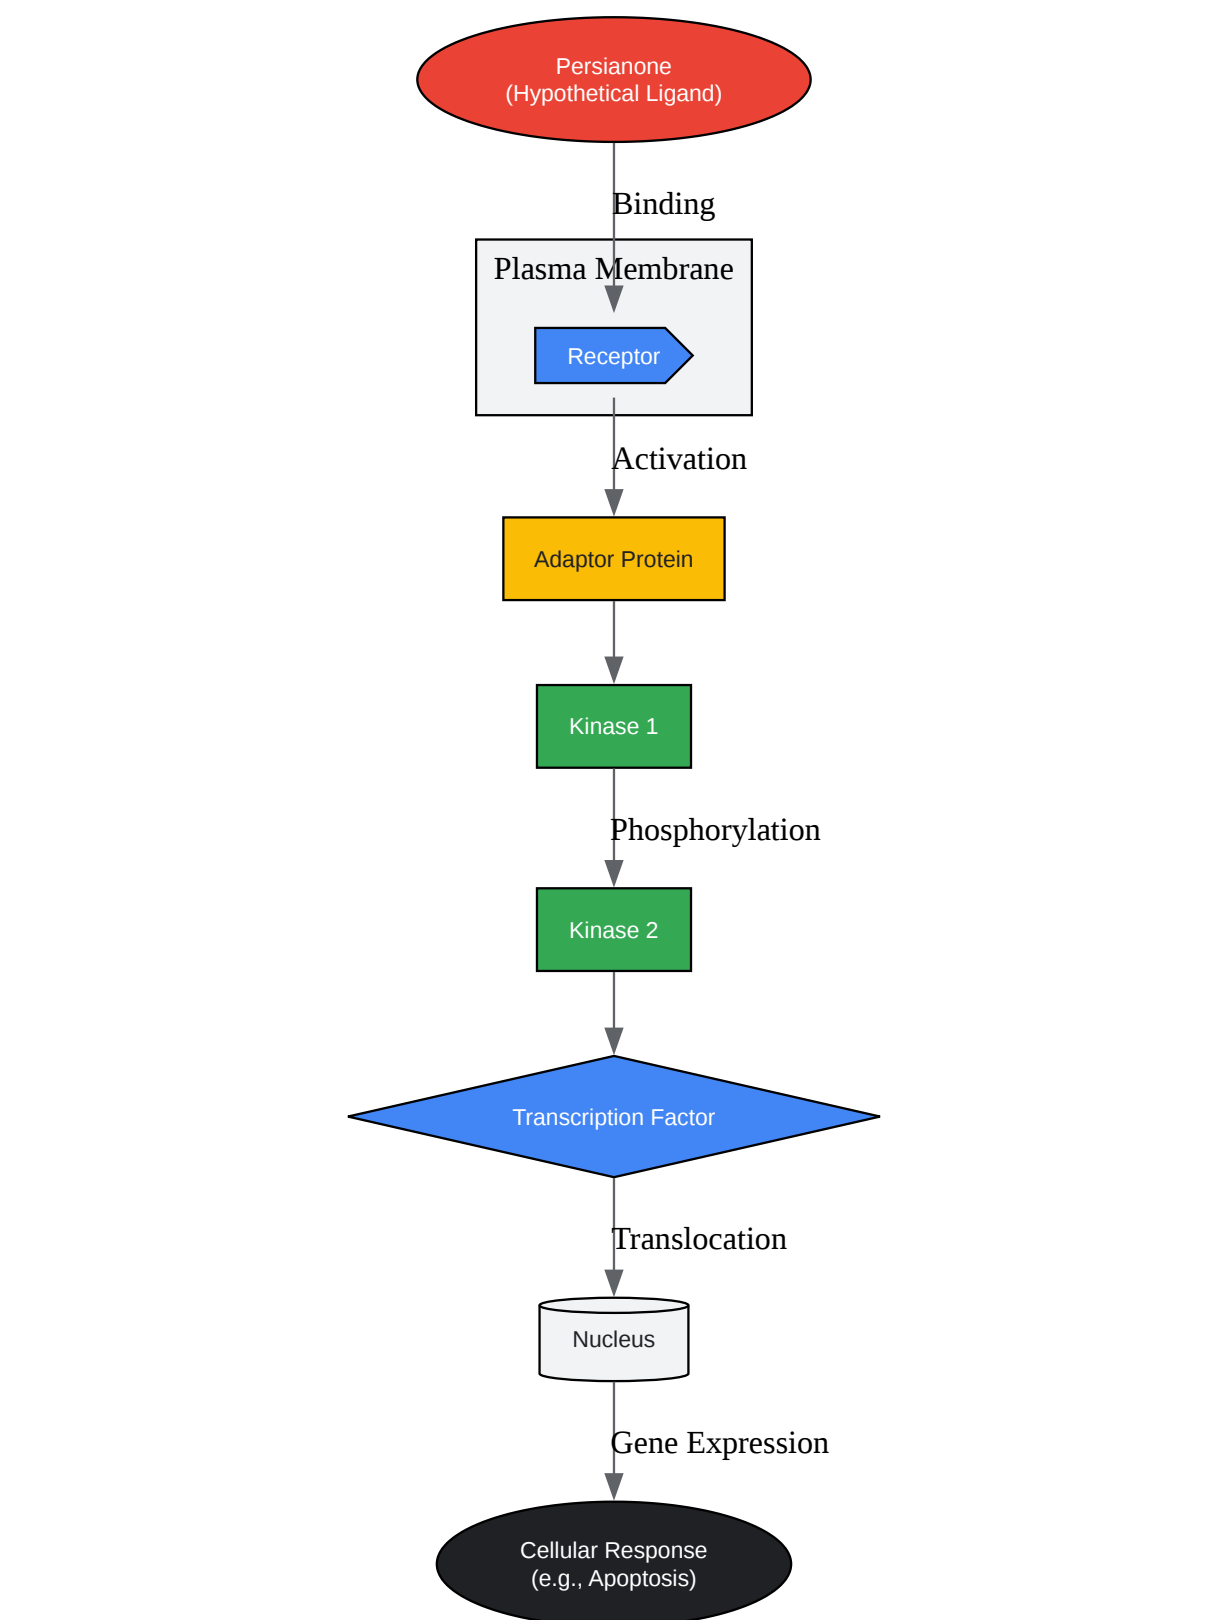 Persianone
(Hypothetical Ligand)
Binding
Plasma Membrane
Receptor
Activation
Adaptor Protein
Kinase 1
Phosphorylation
Kinase 2
Transcription Factor
Translocation
Nucleus
Gene Expression
Cellular Response
(e.g., Apoptosis)